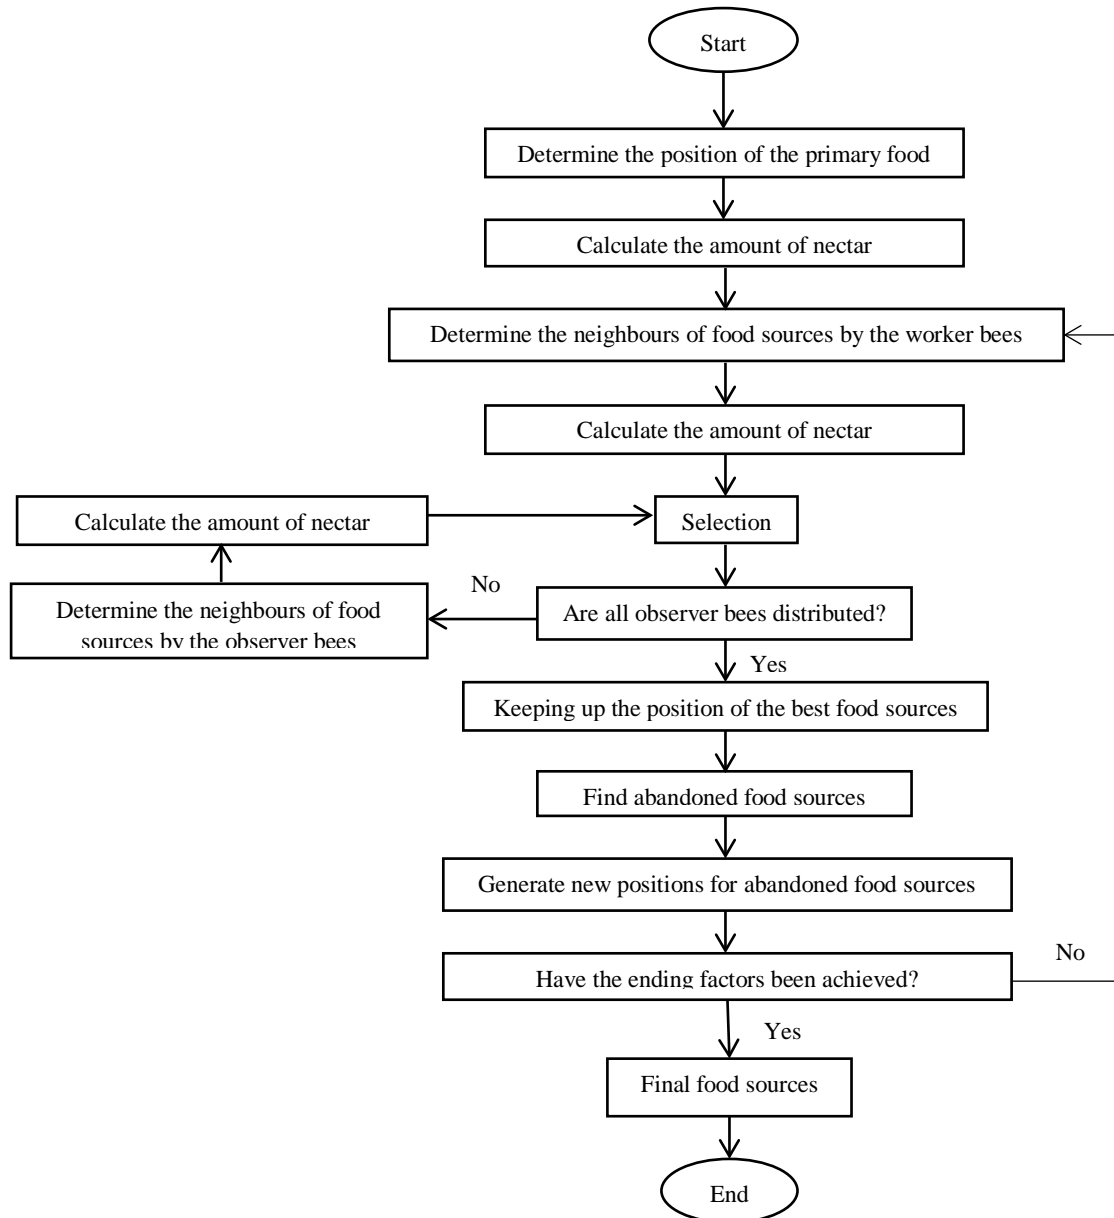 Start
Determine the position of the primary food
Calculate the amount of nectar
Determine the neighbours of food sources by the worker bees
Calculate the amount of nectar
Calculate the amount of nectar
Selection
No
Determine the neighbours of food
sources by the observer bees
Are all observer bees distributed?
Yes
Keeping up the position of the best food sources
Find abandoned food sources
Generate new positions for abandoned food sources
No
Have the ending factors been achieved?
Yes
Final food sources
End